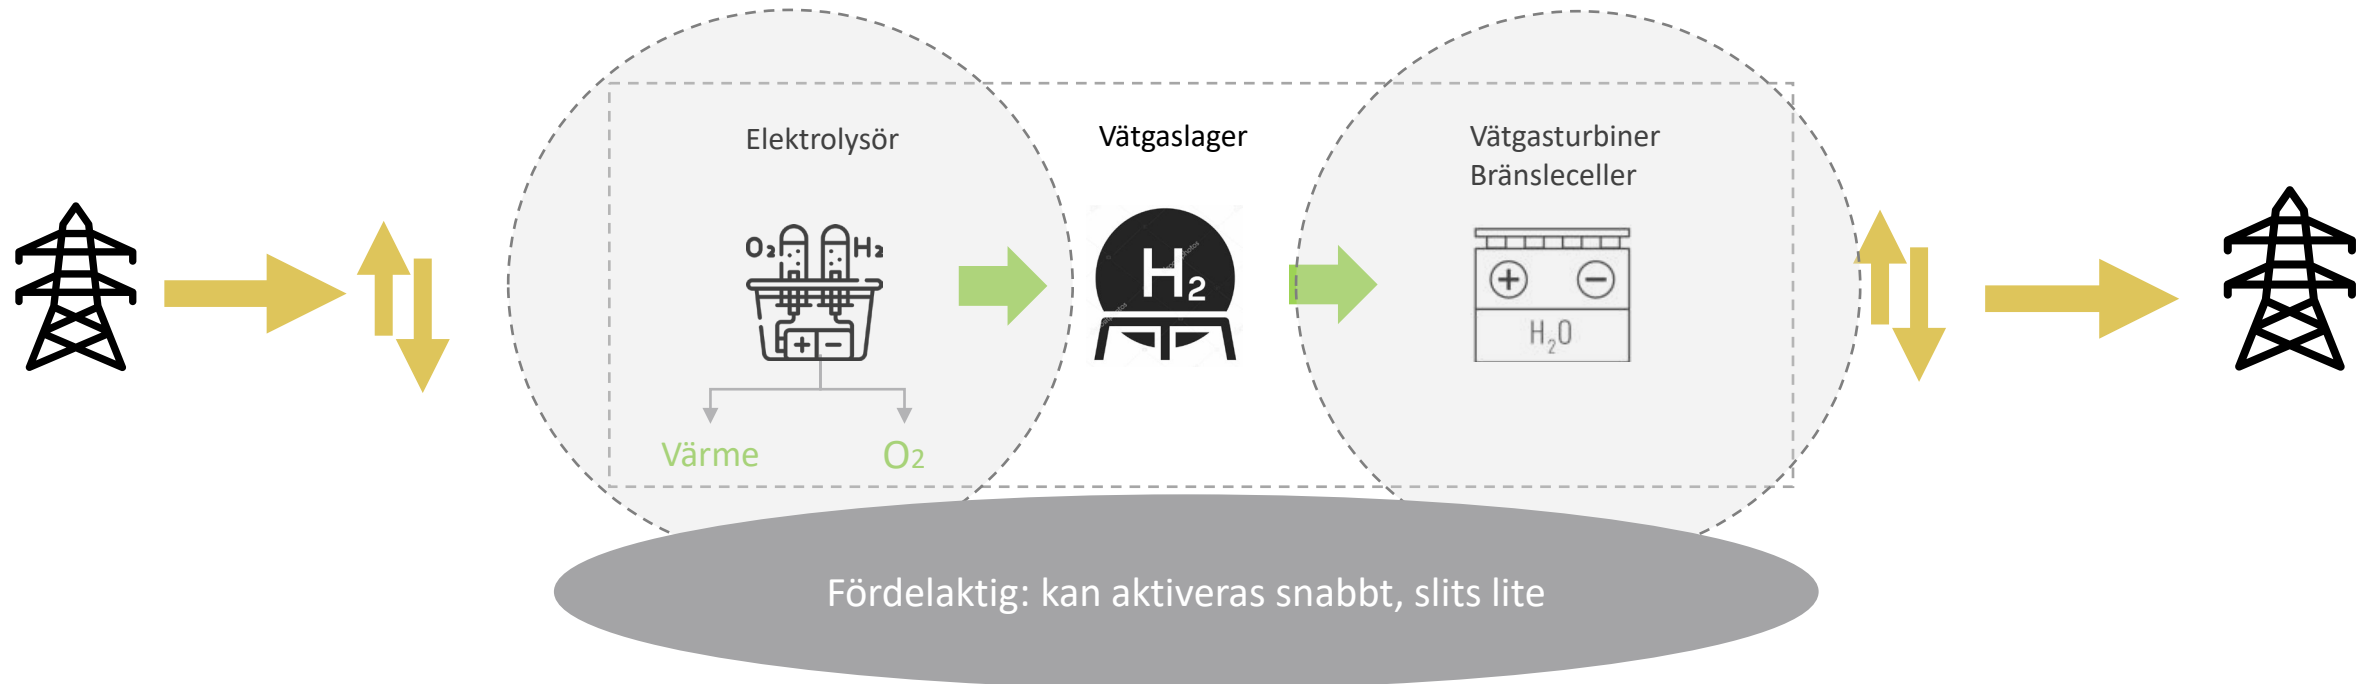 Elektrolysör
Vätgaslager
Vätgasturbiner
Bränsleceller
O₂ H₂
H₂
H₂O
Värme
O2
Fördelaktig: kan aktiveras snabbt, slits lite